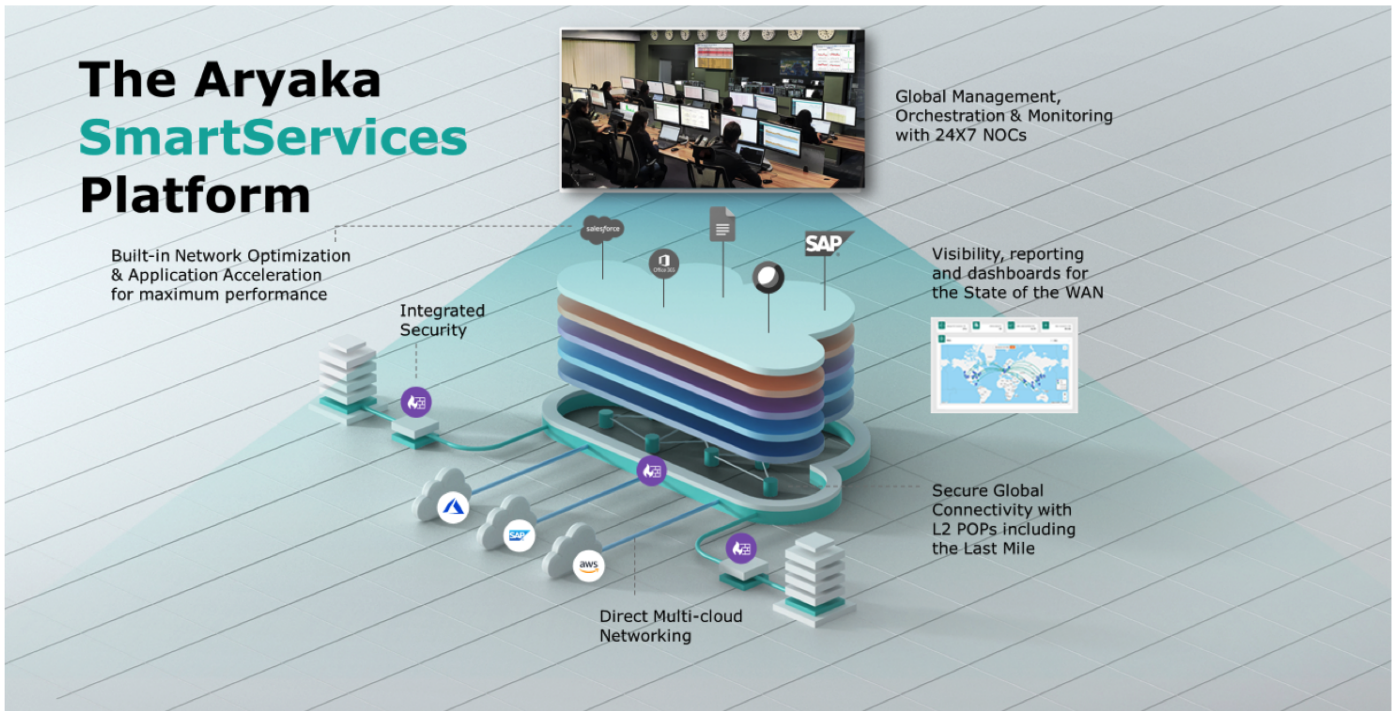 The Aryaka
SmartServices
Platform
Global Management,
Orchestration & Monitoring
with 24X7 NOCs
Built-in Network Optimization
& Application Acceleration
for maximum performance
salesforce
Office 365
SAP
Visibility, reporting
and dashboards for
the State of the WAN
Integrated
Security
SAP
aws
Secure Global
Connectivity with
L2 POPs including
the Last Mile
Direct Multi-cloud
Networking